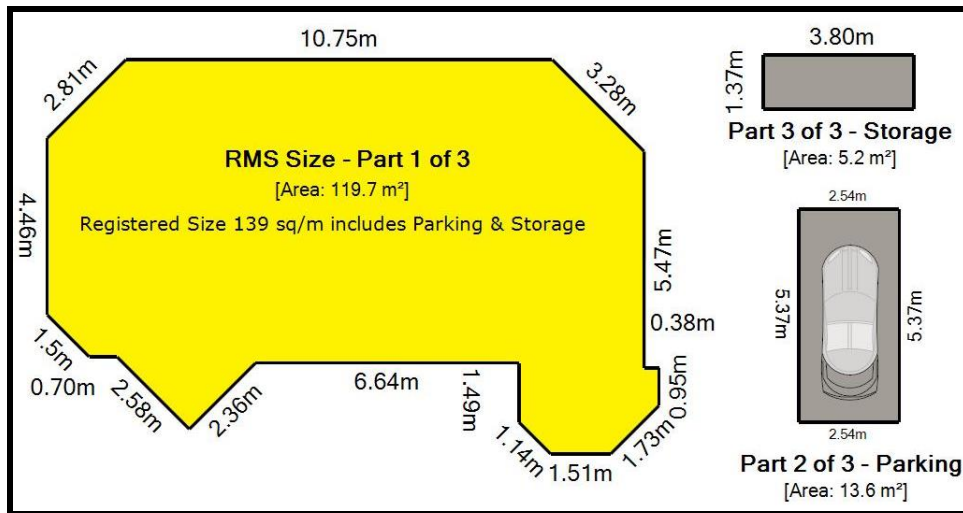 10.75m
2.81m
3.28m
RMS Size - Part 1 of 3
[Area: 119.7 m²]
Registered Size 139 sq/m includes Parking & Storage
4.46m
5.47m
0.38m
1.5m
0.70m
2.58m
2.36m
6.64m
1.49m
0.95m
1.14m
1.51m
1.73m
3.80m
1.37m
Part 3 of 3 - Storage
[Area: 5.2 m²]
2.54m
5.37m
5.37m
2.54m
Part 2 of 3 - Parking
[Area: 13.6 m²]